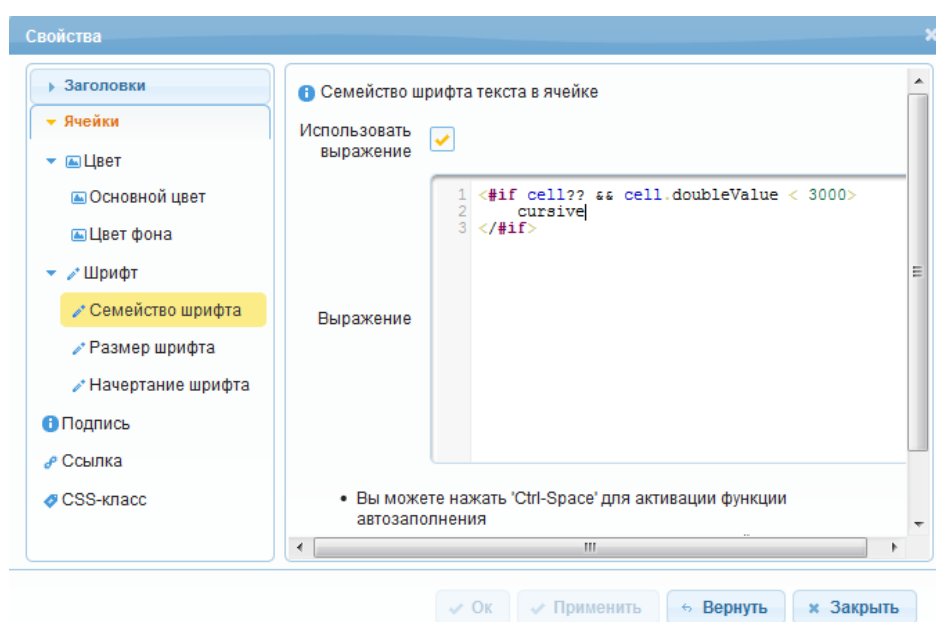 Свойства
Заголовки
Ячейки
Цвет
Основной цвет
Цвет фона
Шрифт
Семейство шрифта
Размер шрифта
Начертание шрифта
Подпись
Ссылка
CSS-класс
Семейство шрифта текста в ячейке
Использовать
выражение
Выражение
1 <#if cell?? && cell.doubleValue < 3000>
2 cursive
3 </#if>
• Вы можете нажать 'Ctrl-Space' для активации функции
автозаполнения
Ок
Применить
Вернуть
Закрыть